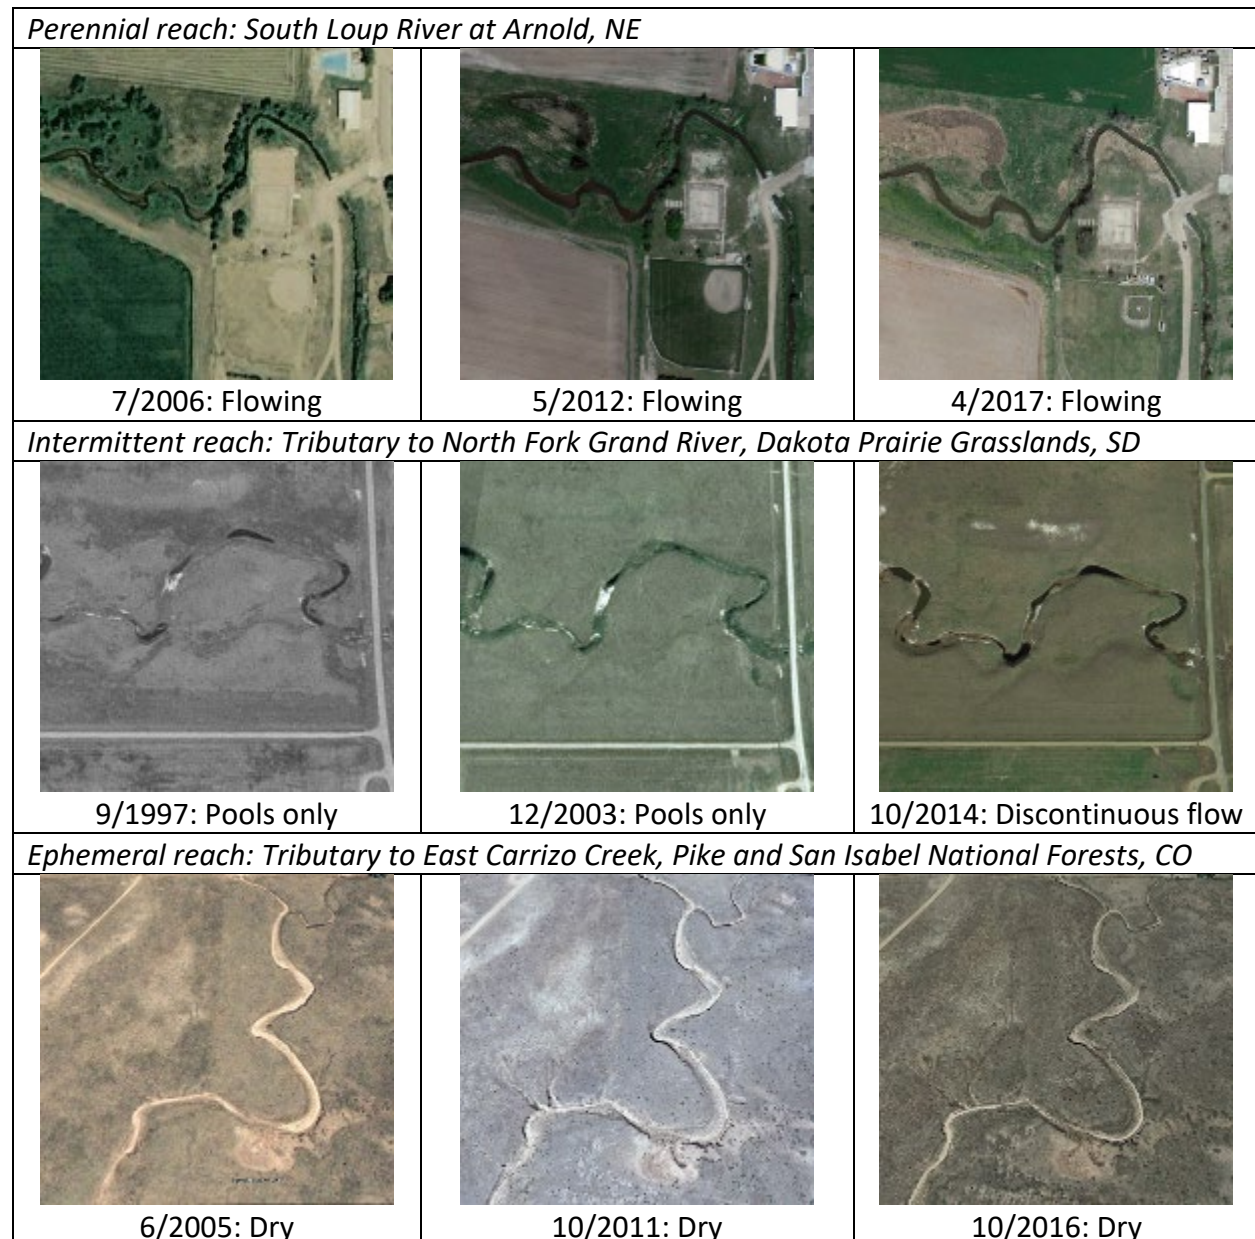 Perennial reach: South Loup River at Arnold, NE
7/2006: Flowing
5/2012: Flowing
4/2017: Flowing
Intermittent reach: Tributary to North Fork Grand River, Dakota Prairie Grasslands, SD
9/1997: Pools only
12/2003: Pools only
10/2014: Discontinuous flow
Ephemeral reach: Tributary to East Carrizo Creek, Pike and San Isabel National Forests, CO
6/2005: Dry
10/2011: Dry
10/2016: Dry